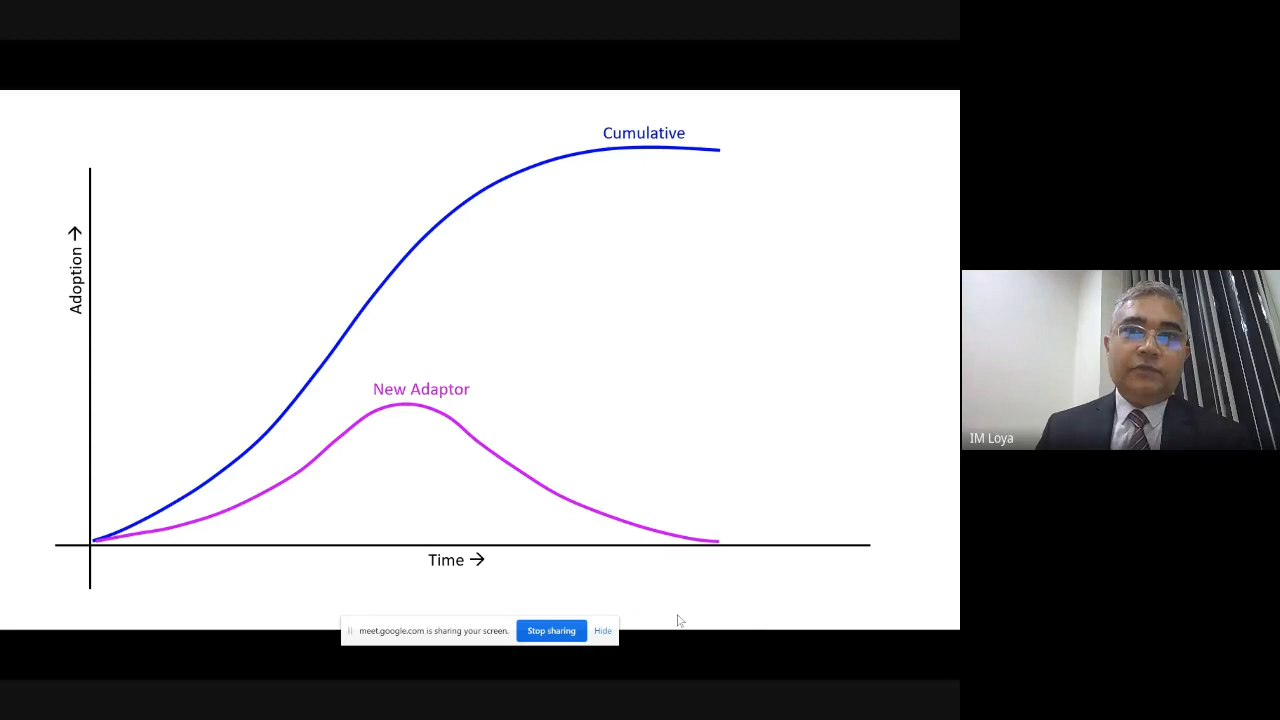 Cumulative
Adoption →
New Adaptor
Time →
IM Loya
meet.google.com is sharing your screen. Stop sharing Hide